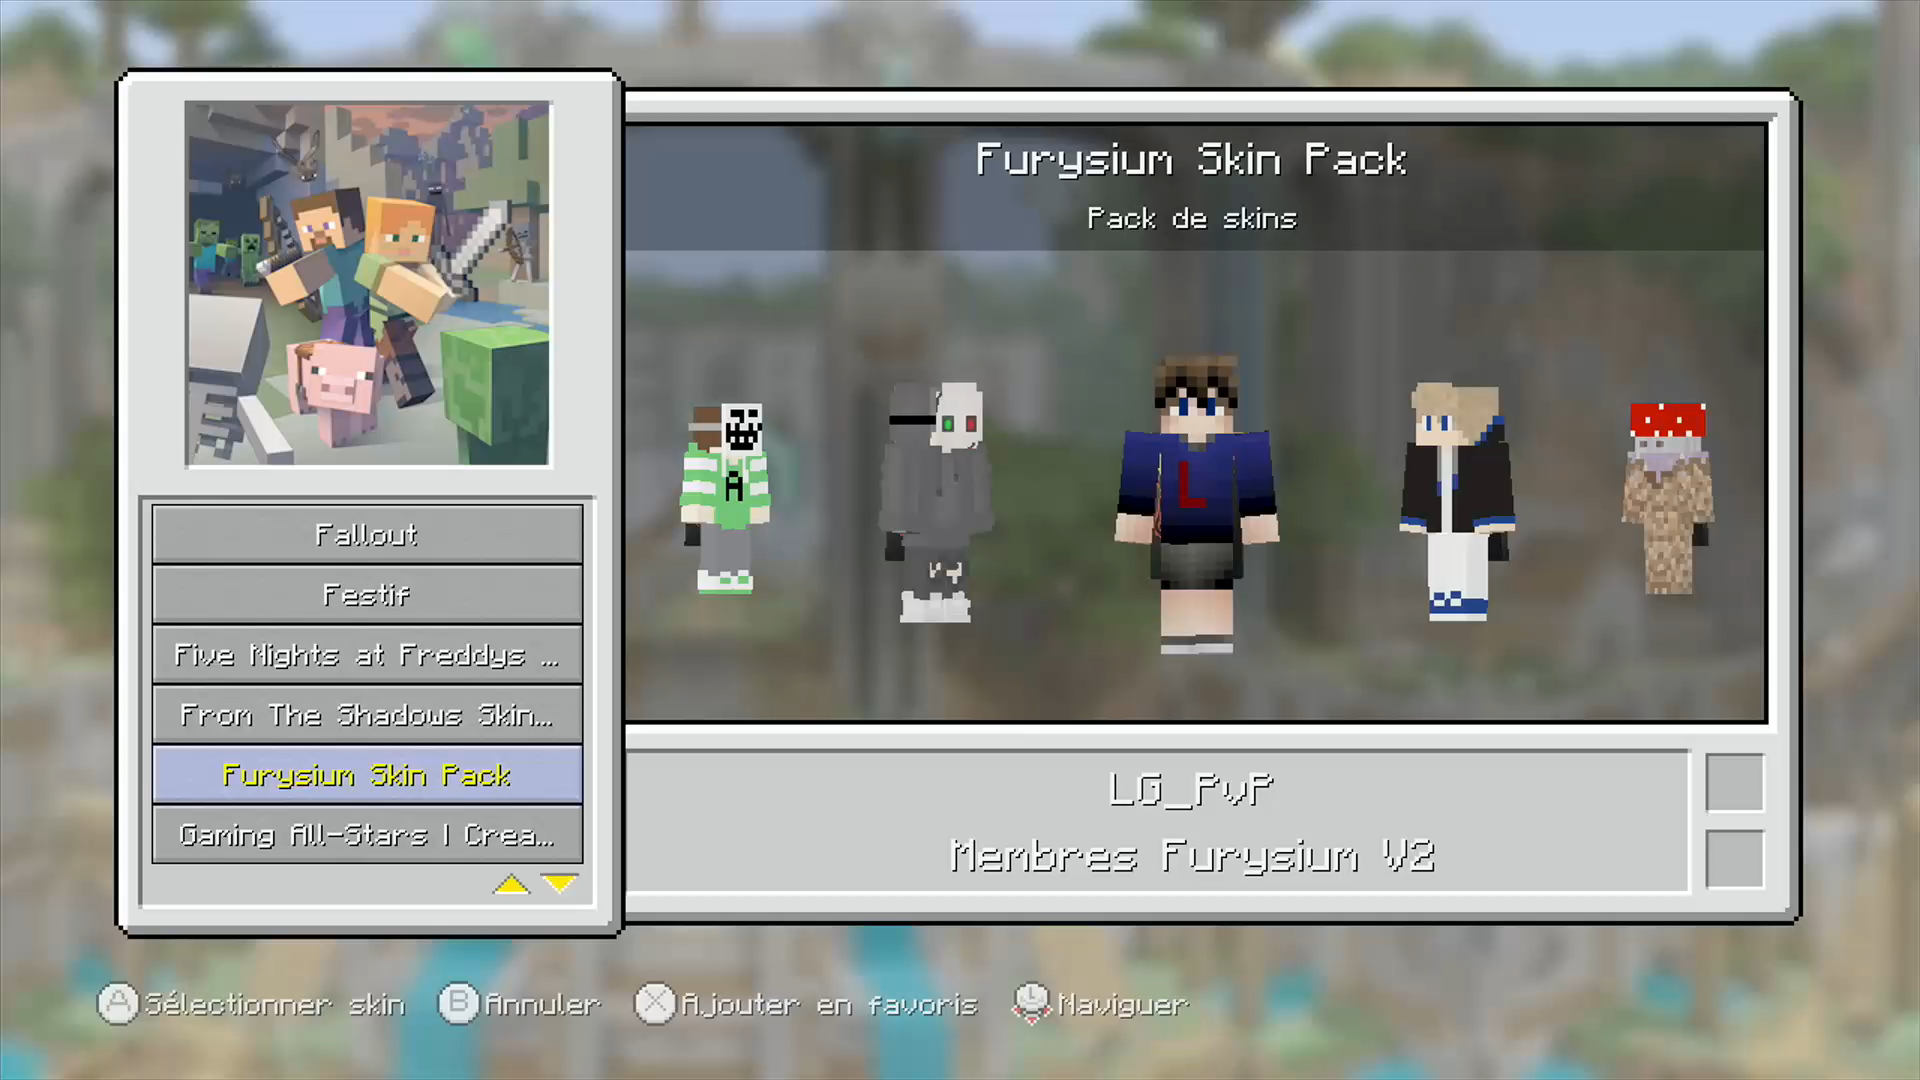 Furysium Skin Pack
Pack de skins
Fallout
Festif
Five Nights at Freddys ...
From The Shadows Skin...
Furysium Skin Pack
Gaming All-Stars | Crea...
A
L
LG_PvP
Membres Furysium V2
A Sélectionner skin
B Annuler
X Ajouter en favoris
L Naviguer